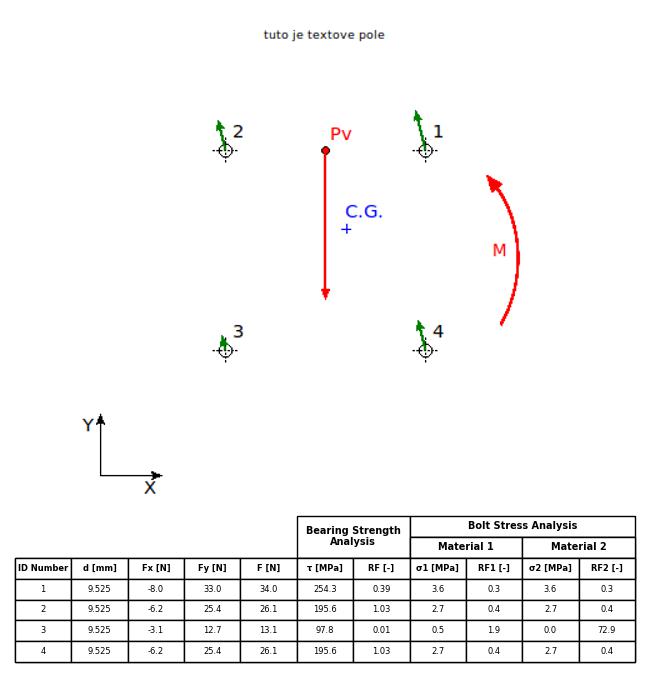 tuto je textove pole
2
Pv
1
C.G.
M
3
4
Y
X
Bearing Strength Analysis
Bolt Stress Analysis
Material 1 Material 2
ID Number d [mm] Fx [N] Fy [N] F [N] τ [MPa] RF [-] σ1 [MPa] RF1 [-] σ2 [MPa] RF2 [-]
1 9.525 -8.0 33.0 34.0 254.3 0.39 3.6 0.3 3.6 0.3
2 9.525 -6.2 25.4 26.1 195.6 1.03 2.7 0.4 2.7 0.4
3 9.525 -3.1 12.7 13.1 97.8 0.01 0.5 1.9 0.0 72.9
4 9.525 -6.2 25.4 26.1 195.6 1.03 2.7 0.4 2.7 0.4